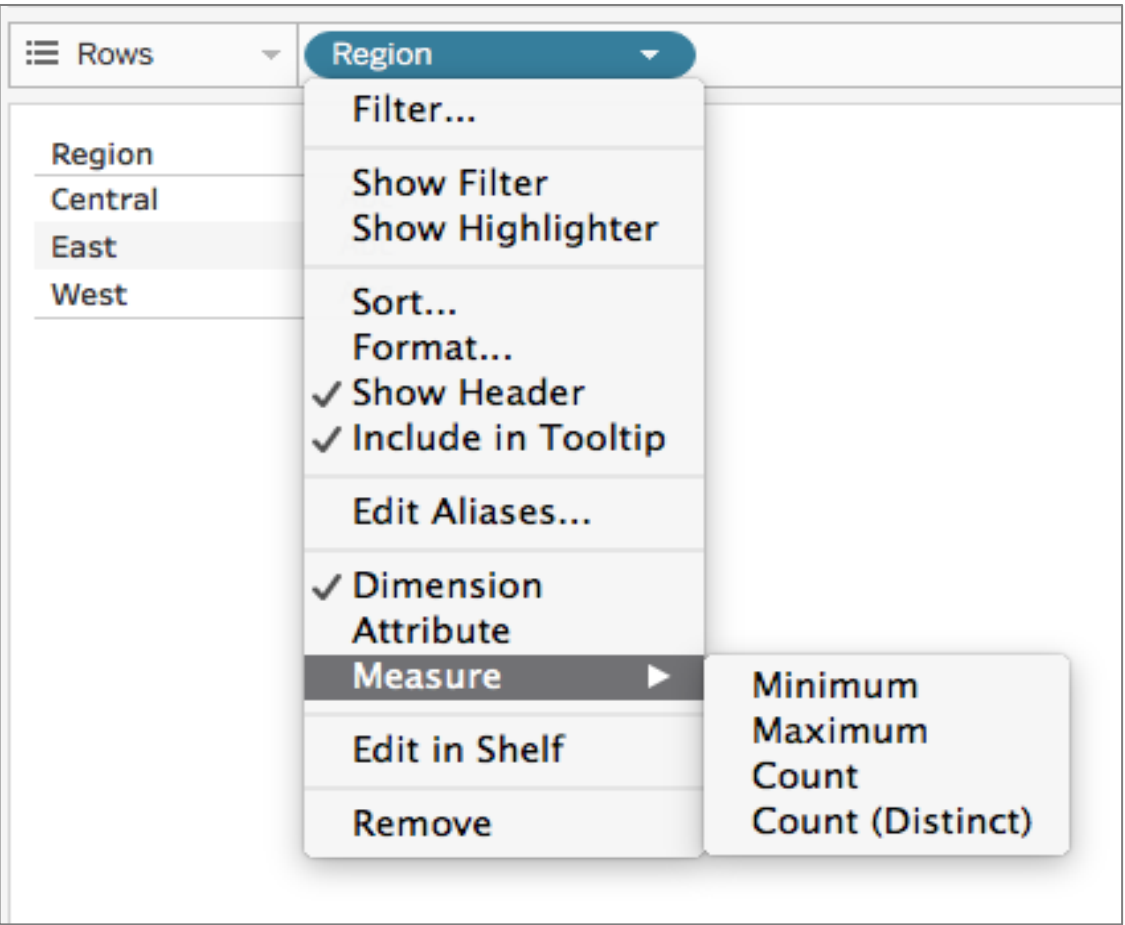 Rows
Region
Region
Central
East
West
Filter...
Show Filter
Show Highlighter
Sort...
Format...
Show Header
Include in Tooltip
Edit Aliases...
Dimension
Attribute
Measure
Minimum
Maximum
Count
Count (Distinct)
Edit in Shelf
Remove